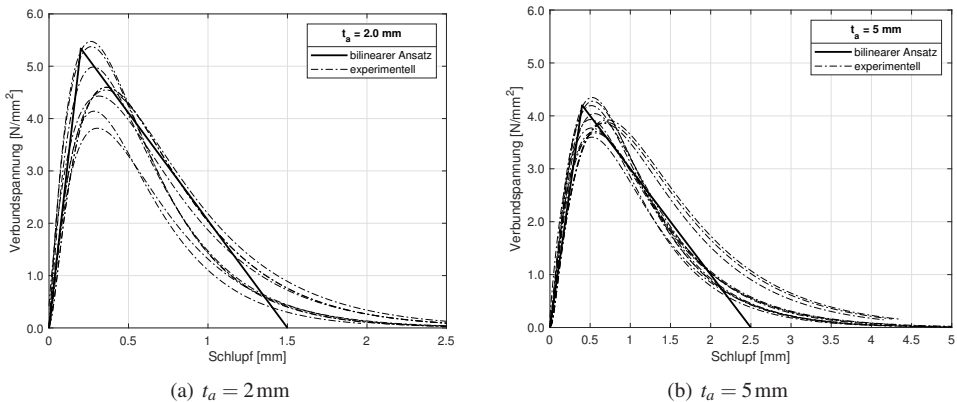 6.0
5.0
4.0
3.0
2.0
1.0
0.0
0
0.5
1
1.5
2
2.5
Verbundspannung [N/mm²]
Schlupf [mm]
t_a = 2.0 mm
bilinearer Ansatz
experimentell
(a) t_a = 2 mm
6.0
5.0
4.0
3.0
2.0
1.0
0.0
0
0.5
1
1.5
2
2.5
3
3.5
4
4.5
5
Verbundspannung [N/mm²]
Schlupf [mm]
t_a = 5 mm
bilinearer Ansatz
experimentell
(b) t_a = 5 mm